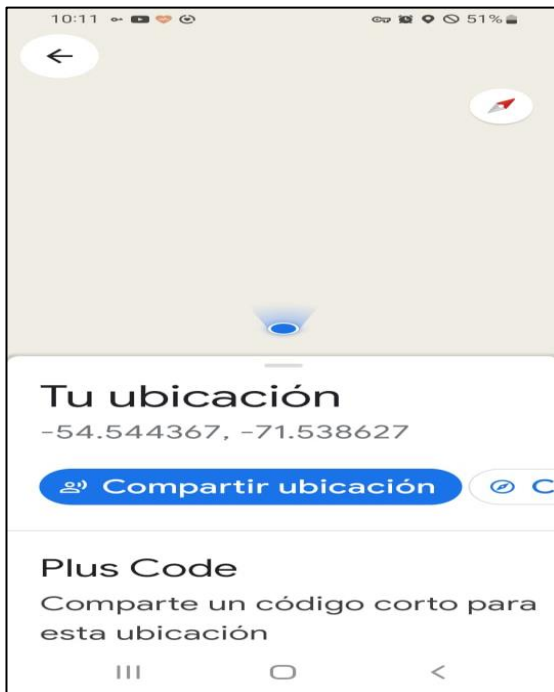 10:11 51%
Tu ubicación
-54.544367, -71.538627
Compartir ubicación C
Plus Code
Comparte un código corto para
esta ubicación